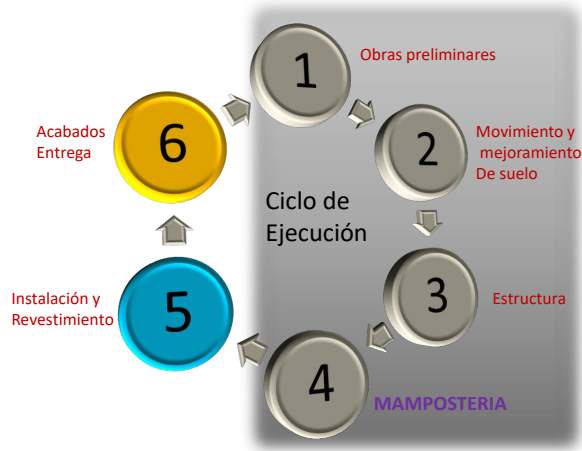 1
Obras preliminares
2
Movimiento y
mejoramiento
De suelo
3
Estructura
4
MAMPOSTERIA
5
Instalación y
Revestimiento
6
Acabados
Entrega
Ciclo de
Ejecución